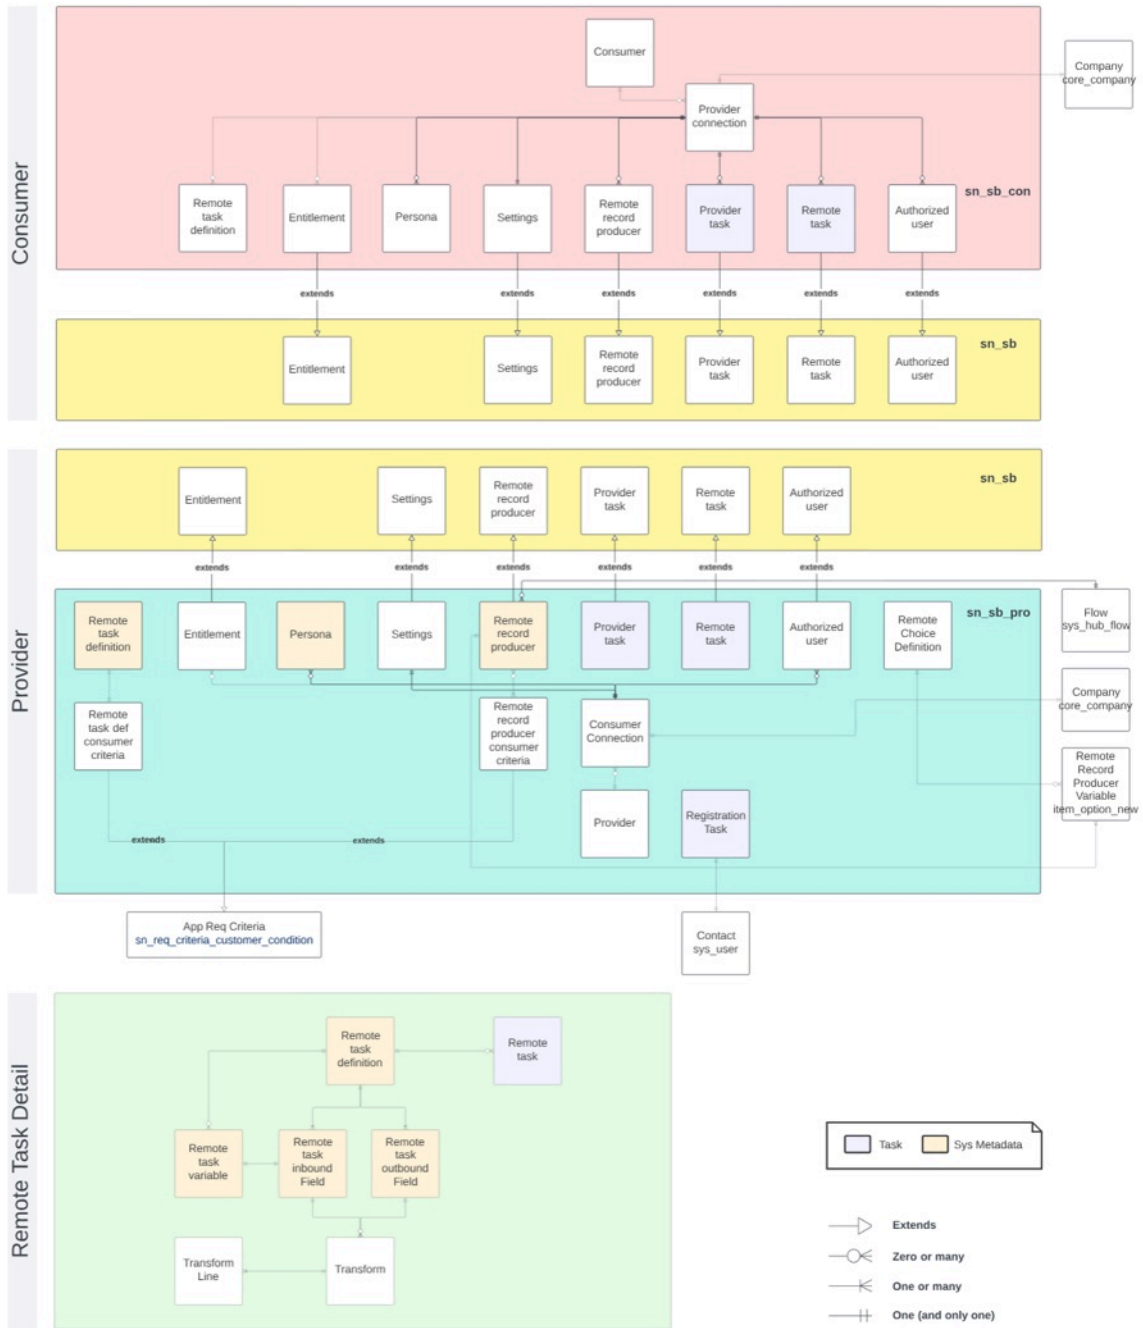 Consumer
Consumer
Company
core_company
Provider
connection
sn_sb_con
Remote
task
definition
Entitlement
Persona
Settings
Remote
record
producer
Provider
task
Remote
task
Authorized
user
extends
extends
extends
extends
extends
extends
sn_sb
Entitlement
Settings
Remote
record
producer
Provider
task
Remote
task
Authorized
user
Provider
sn_sb
Entitlement
Settings
Remote
record
producer
Provider
task
Remote
task
Authorized
user
extends
extends
extends
extends
extends
extends
sn_sb_pro
Remote
task
definition
Entitlement
Persona
Settings
Remote
record
producer
Provider
task
Remote
task
Authorized
user
Remote
Choice
Definition
Flow
sys_hub_flow
Remote
task def
consumer
criteria
Remote
record
producer
consumer
criteria
Consumer
Connection
Company
core_company
Remote
Record
Producer
Variable
item_option_new
Provider
Registration
Task
extends
extends
App Req Criteria
sn_req_criteria_customer_condition
Contact
sys_user
Remote Task Detail
Remote
task
definition
Remote
task
Remote
task
variable
Remote
task
inbound
Field
Remote
task
outbound
Field
Transform
Line
Transform
Task
Sys Metadata
Extends
Zero or many
One or many
One (and only one)